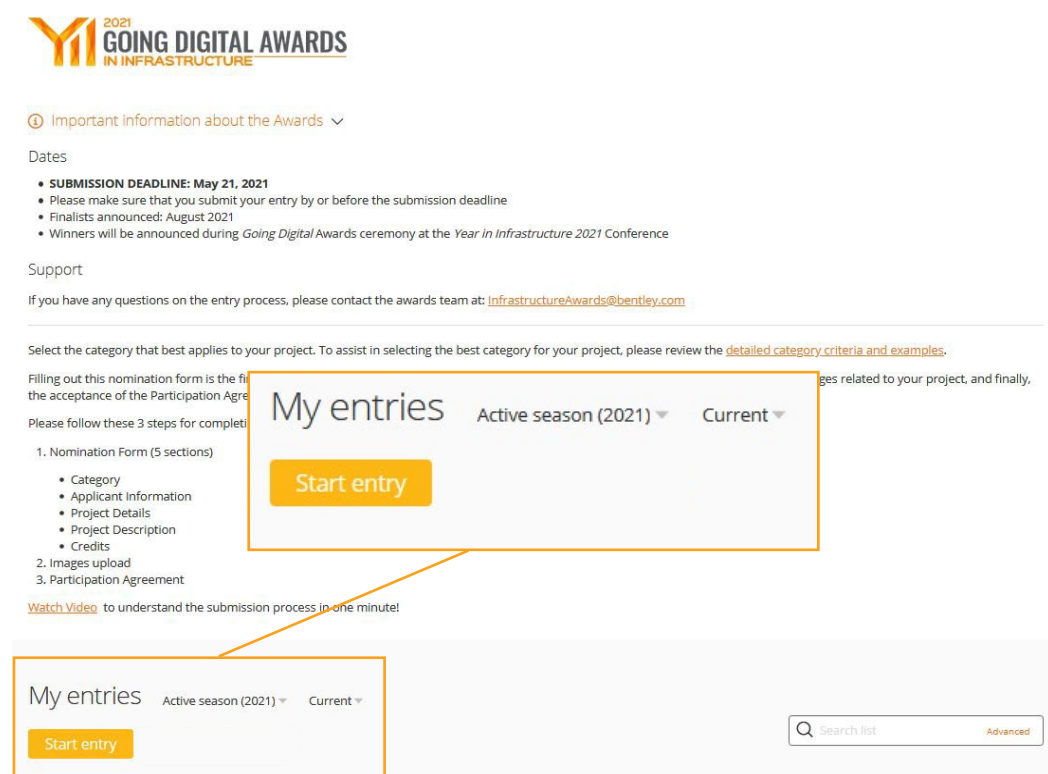 2021
GOING DIGITAL AWARDS
IN INFRASTRUCTURE
Important information about the Awards
Dates
• SUBMISSION DEADLINE: May 21, 2021
• Please make sure that you submit your entry by or before the submission deadline
• Finalists announced: August 2021
• Winners will be announced during Going Digital Awards ceremony at the Year in Infrastructure 2021 Conference
Support
If you have any questions on the entry process, please contact the awards team at: InfrastructureAwards@bentley.com
Select the category that best applies to your project. To assist in selecting the best category for your project, please review the detailed category criteria and examples.
Filling out this nomination form is the related to your project, and finally,
the acceptance of the Participation
Please follow these 3 steps for
My entries Active season (2021) Current
Start entry
1. Nomination Form (5 sections)
• Category
• Applicant Information
• Project Details
• Project Description
• Credits
2. Images upload
3. Participation Agreement
Watch Video to understand the submission process in one minute!
My entries Active season (2021) Current
Start entry
Search list Advanced